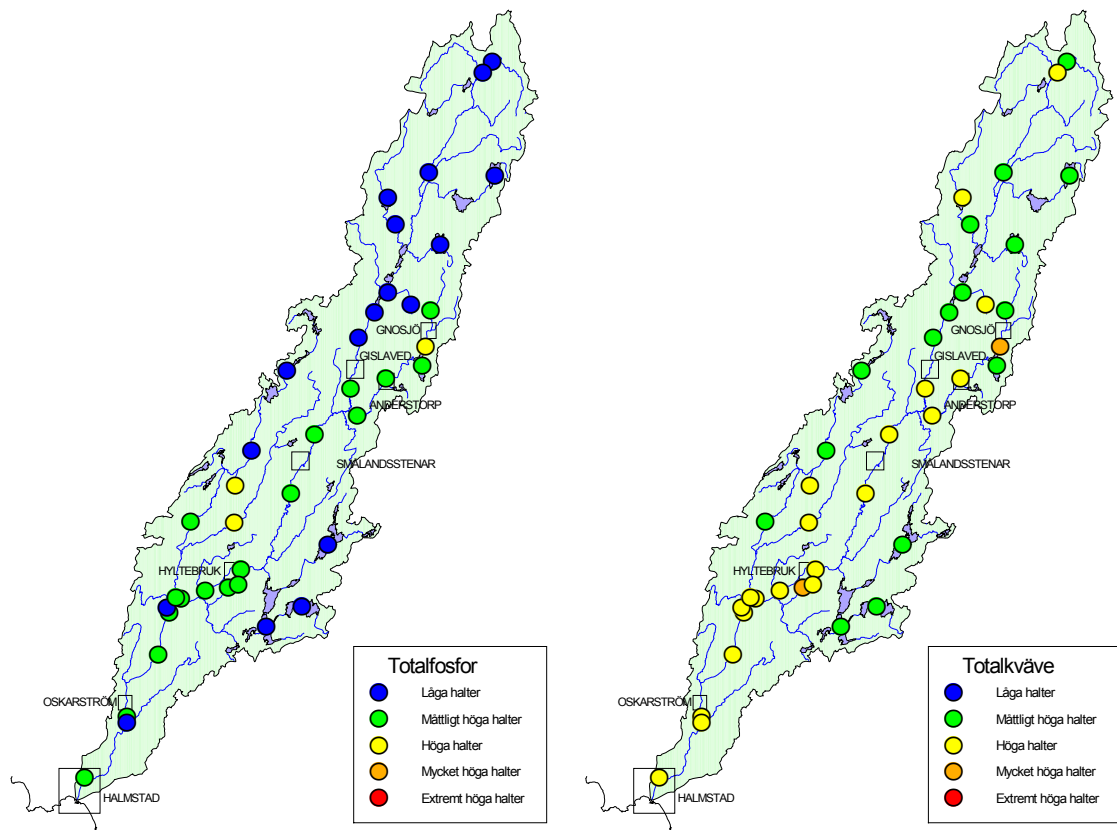 GNOSJÖ
GISLAVED
ANDERSTORP
SMÅLANDSSTENAR
HYLTEBRUK
OSKARSTRÖM
HALMSTAD
Totalfosfor
Låga halter
Måttligt höga halter
Höga halter
Mycket höga halter
Extremt höga halter
GNOSJÖ
GISLAVED
ANDERSTORP
SMÅLANDSSTENAR
HYLTEBRUK
OSKARSTRÖM
HALMSTAD
Totalkväve
Låga halter
Måttligt höga halter
Höga halter
Mycket höga halter
Extremt höga halter